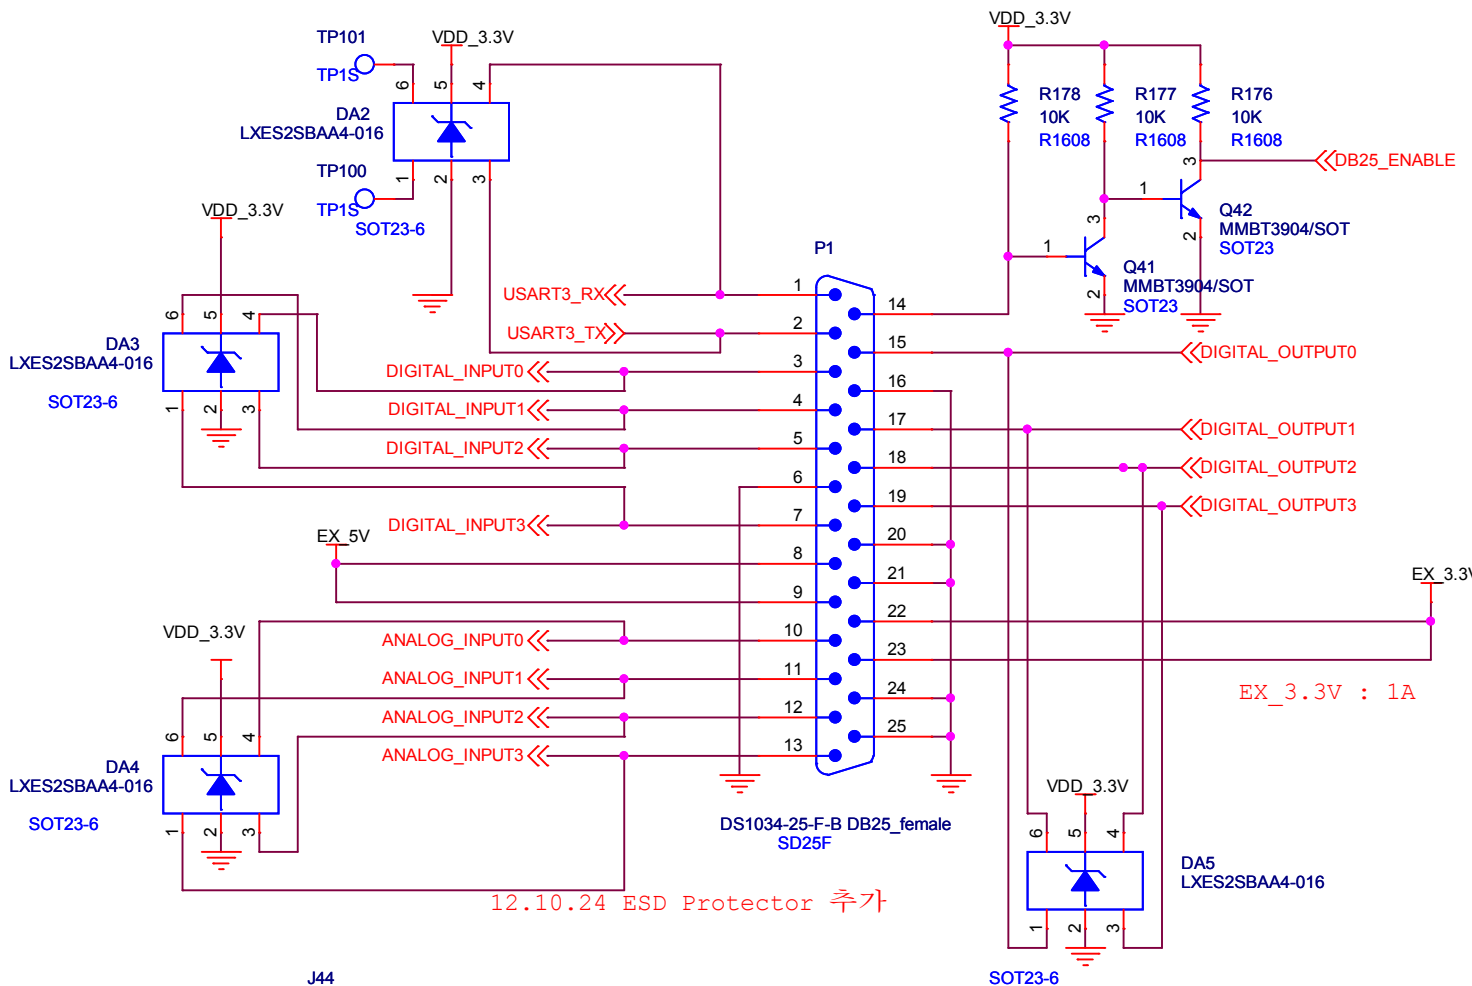 TP101
TP1S
VDD_3.3V
6
5
4
DA2
LXES2SBAA4-016
TP100
TP1S
1
2
3
SOT23-6
VDD_3.3V
6
5
4
DA3
LXES2SBAA4-016
SOT23-6
1
2
3
VDD_3.3V
R178
10K
R1608
R177
10K
R1608
R176
10K
R1608
3
DB25_ENABLE
1
Q42
MMBT3904/SOT
SOT23
2
3
1
Q41
MMBT3904/SOT
SOT23
2
P1
USART3_RX
1
USART3_TX
2
DIGITAL_INPUT0
3
DIGITAL_INPUT1
4
DIGITAL_INPUT2
5
6
DIGITAL_INPUT3
7
EX_5V
8
9
ANALOG_INPUT0
10
ANALOG_INPUT1
11
ANALOG_INPUT2
12
ANALOG_INPUT3
13
14
15
DIGITAL_OUTPUT0
16
17
DIGITAL_OUTPUT1
18
DIGITAL_OUTPUT2
19
DIGITAL_OUTPUT3
20
21
22
23
24
25
EX_3.3V
EX_3.3V : 1A
VDD_3.3V
6
5
4
DA4
LXES2SBAA4-016
SOT23-6
1
2
3
DS1034-25-F-B DB25_female
SD25F
12.10.24 ESD Protector 추가
VDD_3.3V
6
5
4
DA5
LXES2SBAA4-016
1
2
3
SOT23-6
J44